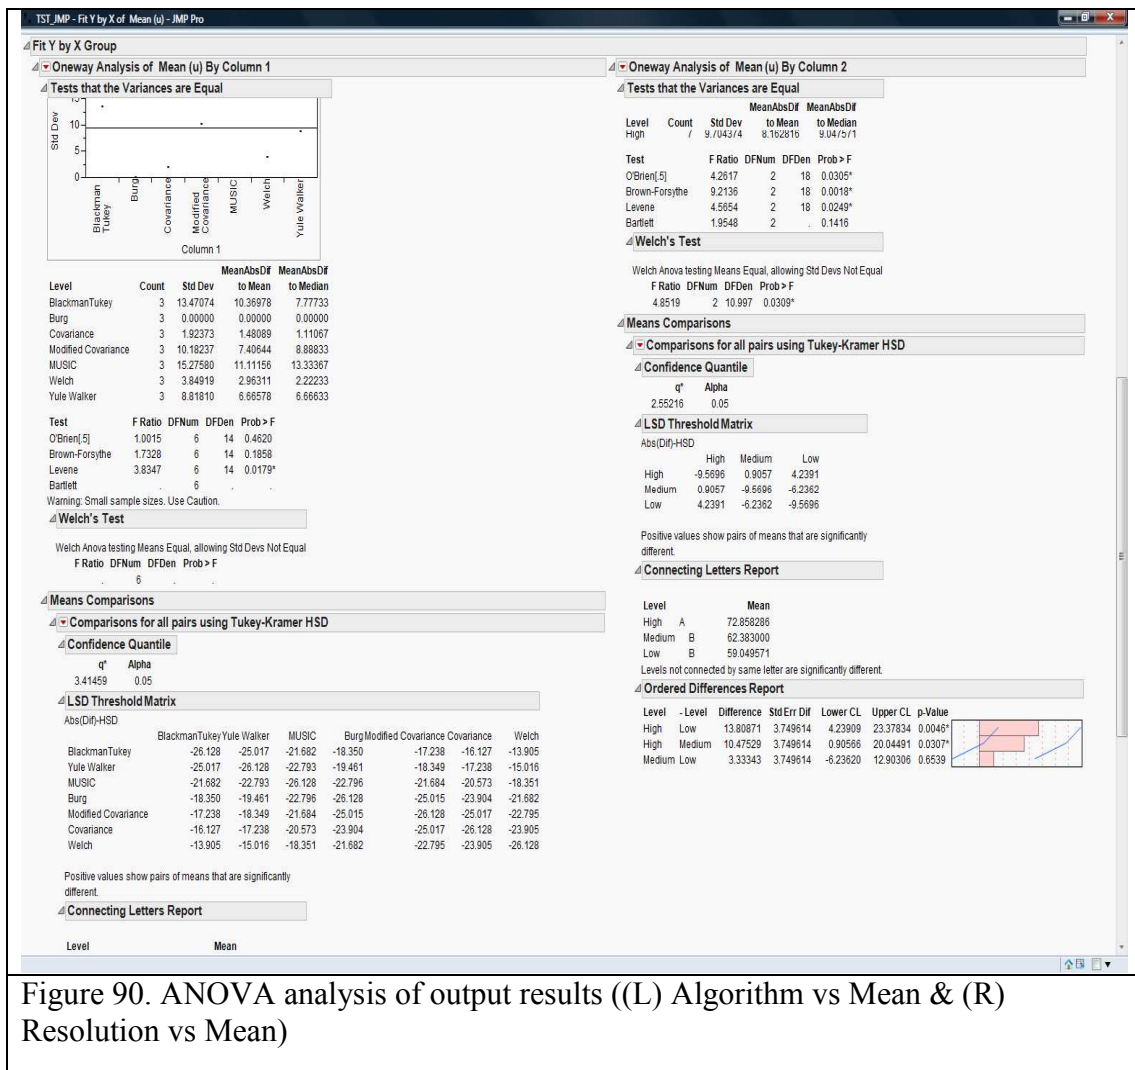 TST_JMP - Fit Y by X of Mean (u) - JMP Pro
Fit Y by X Group
Oneway Analysis of Mean (u) By Column 1
Tests that the Variances are Equal
Std Dev
15
10
5
0
Blackman Tukey
Burg
Covariance
Modified Covariance
MUSIC
Welch
Yule Walker
Column 1
MeanAbsDif MeanAbsDif
Level Count Std Dev to Mean to Median
BlackmanTukey 3 13.47074 10.36978 7.77733
Burg 3 0.00000 0.00000 0.00000
Covariance 3 1.92373 1.48089 1.11067
Modified Covariance 3 10.18237 7.40644 8.88833
MUSIC 3 15.27580 11.11156 13.33367
Welch 3 3.84919 2.96311 2.22233
Yule Walker 3 8.81810 6.66578 6.66633
Test F Ratio DFNum DFDen Prob > F
O'Brien[.5] 1.0015 6 14 0.4620
Brown-Forsythe 1.7328 6 14 0.1858
Levene 3.8347 6 14 0.0179*
Bartlett . 6 . .
Warning: Small sample sizes. Use Caution.
Welch's Test
Welch Anova testing Means Equal, allowing Std Devs Not Equal
F Ratio DFNum DFDen Prob > F
. 6 . .
Means Comparisons
Comparisons for all pairs using Tukey-Kramer HSD
Confidence Quantile
q* Alpha
3.41459 0.05
LSD Threshold Matrix
Abs(Dif)-HSD
BlackmanTukey Yule Walker MUSIC Burg Modified Covariance Covariance Welch
BlackmanTukey -26.128 -25.017 -21.682 -18.350 -17.238 -16.127 -13.905
Yule Walker -25.017 -26.128 -22.793 -19.461 -18.349 -17.238 -15.016
MUSIC -21.682 -22.793 -26.128 -22.796 -21.684 -20.573 -18.351
Burg -18.350 -19.461 -22.796 -26.128 -25.015 -23.904 -21.682
Modified Covariance -17.238 -18.349 -21.684 -25.015 -26.128 -25.017 -22.795
Covariance -16.127 -17.238 -20.573 -23.904 -25.017 -26.128 -23.905
Welch -13.905 -15.016 -18.351 -21.682 -22.795 -23.905 -26.128
Positive values show pairs of means that are significantly
different.
Connecting Letters Report
Level Mean
Oneway Analysis of Mean (u) By Column 2
Tests that the Variances are Equal
MeanAbsDif MeanAbsDif
Level Count Std Dev to Mean to Median
High 7 9.704374 8.162816 9.047571
Test F Ratio DFNum DFDen Prob > F
O'Brien[.5] 4.2617 2 18 0.0305*
Brown-Forsythe 9.2136 2 18 0.0018*
Levene 4.5654 2 18 0.0249*
Bartlett 1.9548 2 . 0.1416
Welch's Test
Welch Anova testing Means Equal, allowing Std Devs Not Equal
F Ratio DFNum DFDen Prob > F
4.8519 2 10.997 0.0309*
Means Comparisons
Comparisons for all pairs using Tukey-Kramer HSD
Confidence Quantile
q* Alpha
2.55216 0.05
LSD Threshold Matrix
Abs(Dif)-HSD
High Medium Low
High -9.5696 0.9057 4.2391
Medium 0.9057 -9.5696 -6.2362
Low 4.2391 -6.2362 -9.5696
Positive values show pairs of means that are significantly
different.
Connecting Letters Report
Level Mean
High A 72.858286
Medium B 62.383000
Low B 59.049571
Levels not connected by same letter are significantly different.
Ordered Differences Report
Level - Level Difference Std Err Dif Lower CL Upper CL p-Value
High Low 13.80871 3.749614 4.23909 23.37834 0.0046*
High Medium 10.47529 3.749614 0.90566 20.04491 0.0307*
Medium Low 3.33343 3.749614 -6.23620 12.90306 0.6539
Figure 90. ANOVA analysis of output results ((L) Algorithm vs Mean & (R)
Resolution vs Mean)